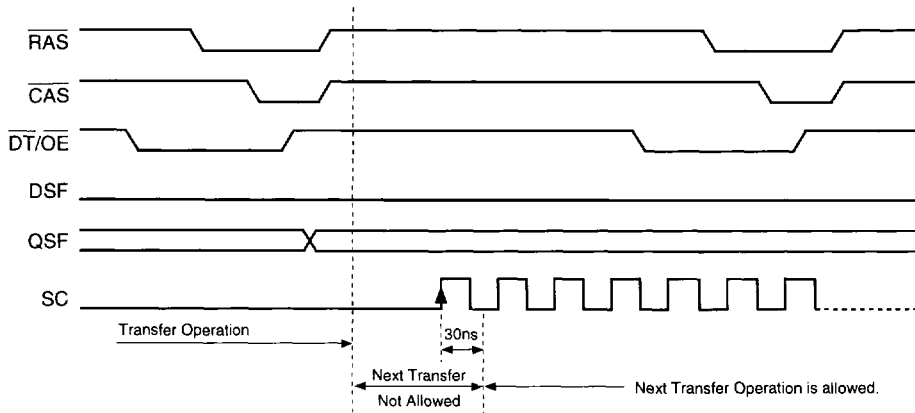 RAS
CAS
DT/OE
DSF
QSF
SC
Transfer Operation
30ns
Next Transfer
Not Allowed
Next Transfer Operation is allowed.